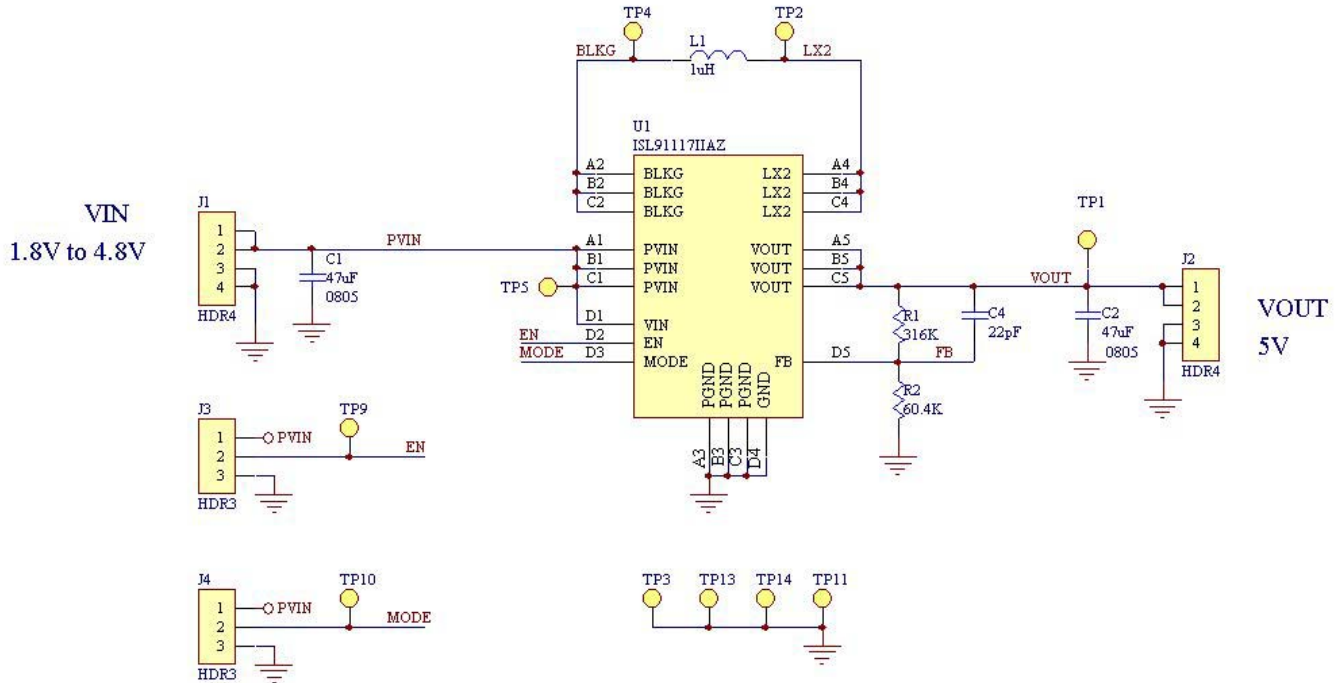 TP4
TP2
BLKG
L1
LX2
1uH
U1
ISL91117IIAZ
A2
BLKG
LX2
A4
B2
BLKG
LX2
B4
C2
BLKG
LX2
C4
VIN
1.8V to 4.8V
J1
1
2
3
4
HDR4
PVIN
C1
47uF
0805
TP5
A1
PVIN
VOUT
A5
B1
PVIN
VOUT
B5
C1
PVIN
VOUT
C5
D1
VIN
EN
D2
EN
MODE
D3
MODE
FB
D5
PGND
PGND
PGND
GND
A3
B3
C3
D4
R1
316K
C4
22pF
FB
R2
60.4K
VOUT
TP1
C2
47uF
0805
J2
1
2
3
4
HDR4
VOUT
5V
J3
1
2
3
HDR3
PVIN
TP9
EN
J4
1
2
3
HDR3
PVIN
TP10
MODE
TP3
TP13
TP14
TP11